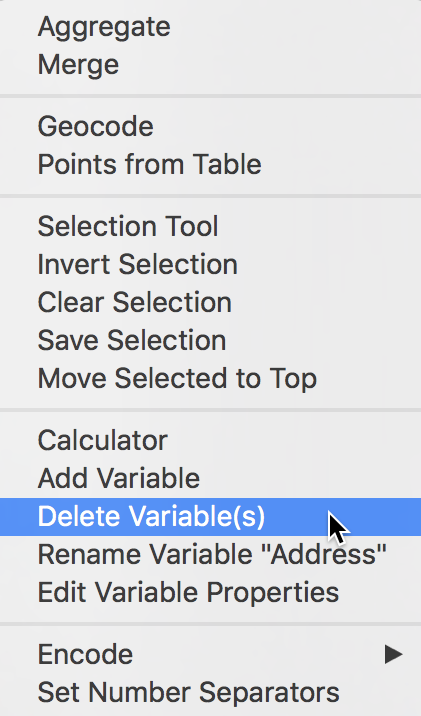 Aggregate
Merge
Geocode
Points from Table
Selection Tool
Invert Selection
Clear Selection
Save Selection
Move Selected to Top
Calculator
Add Variable
Delete Variable(s)
Rename Variable "Address"
Edit Variable Properties
Encode
Set Number Separators